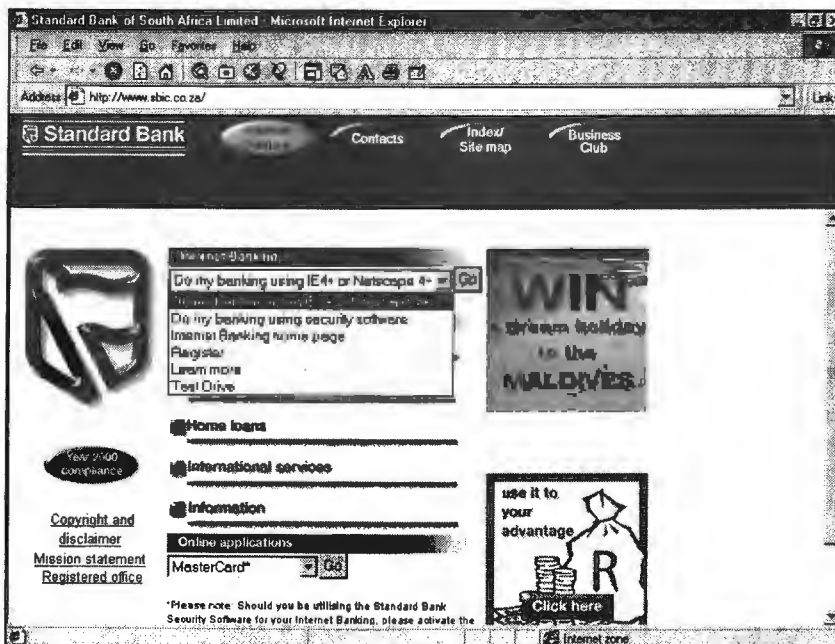 Standard Bank of South Africa Limited - Microsoft Internet Explorer
File Edit View Go Favorites Help
Address http://www.sbic.co.za/
Link
Standard Bank
Contacts
Index/
Site map
Business
Club
Internet Banking
Do my banking using IE4+ or Netscape 4+ Go
Do my banking using security software
Internet Banking home page
Register
Learn more
Test Drive
WIN
a dream holiday
to the
MALDIVES
Home loans
Year 2000
compliance
International services
Information
Copyright and
disclaimer
Mission statement
Registered office
Online applications
MasterCard* Go
use it to
your
advantage
R
Click here
*Please note: Should you be utilising the Standard Bank
Security Software for your Internet Banking, please activate the
Internet zone